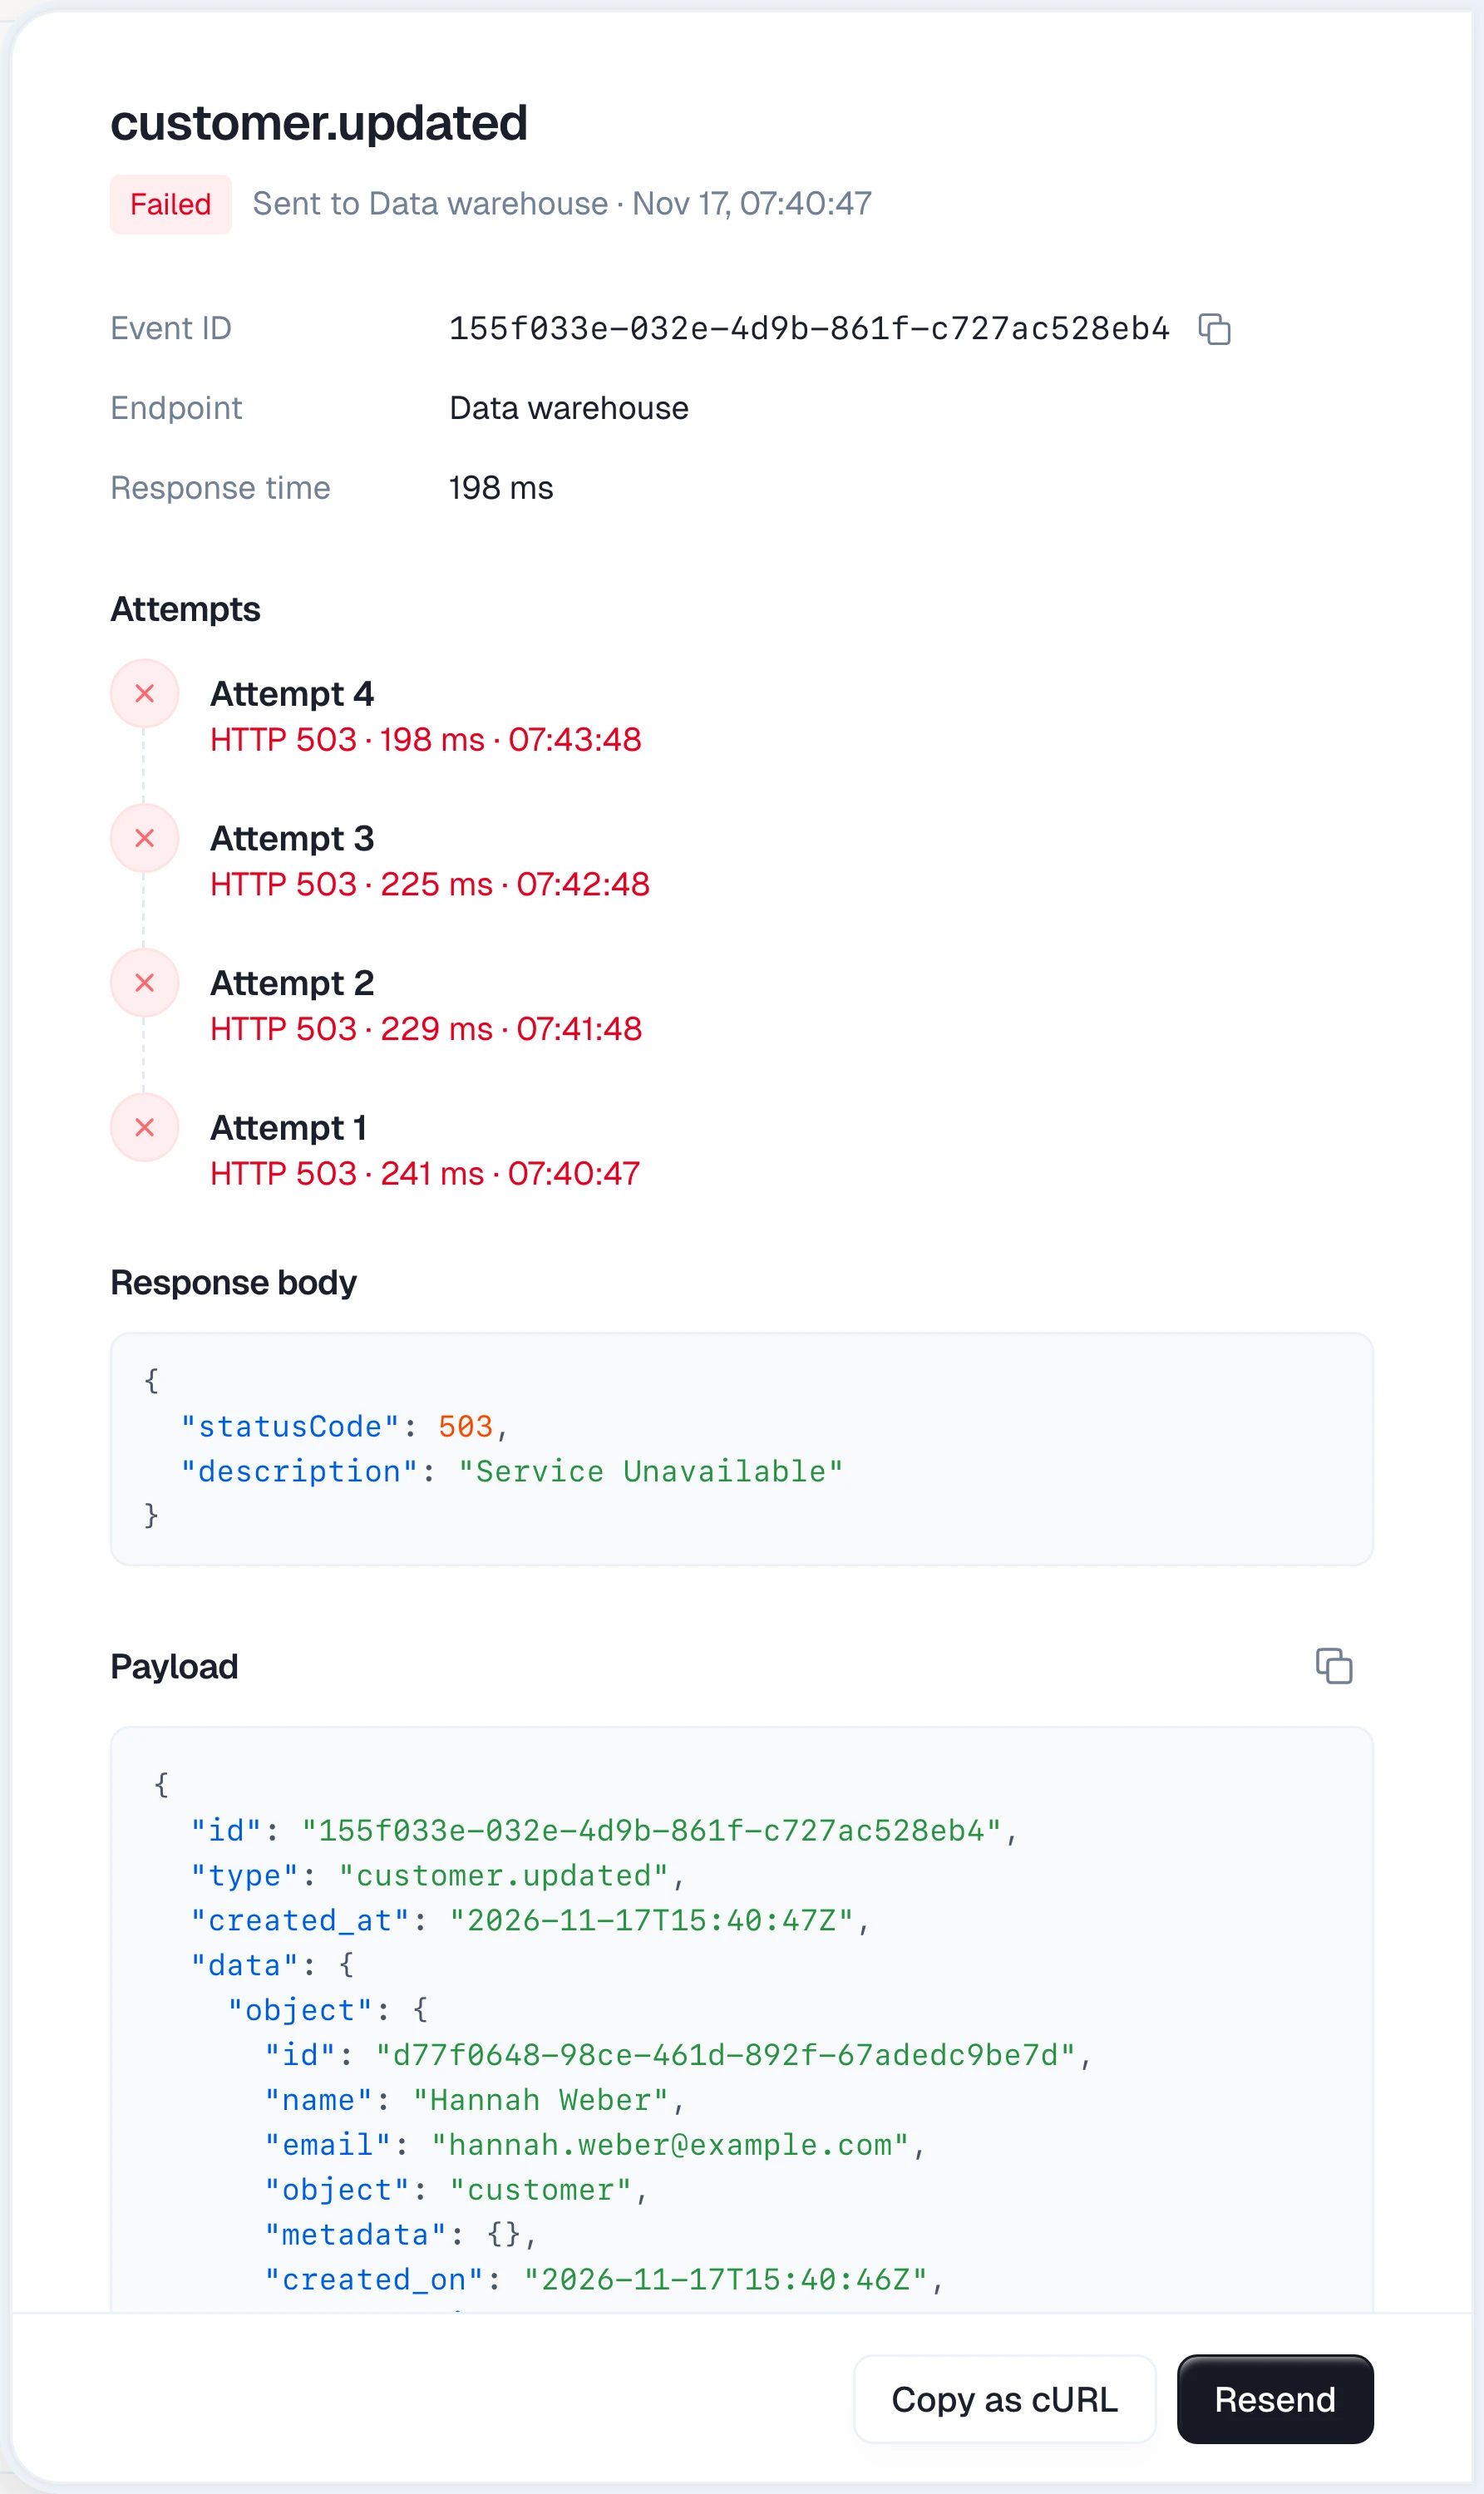 customer.updated
Failed Sent to Data warehouse · Nov 17, 07:40:47
Event ID 155f033e-032e-4d9b-861f-c727ac528eb4
Endpoint Data warehouse
Response time 198 ms
Attempts
Attempt 4
HTTP 503 · 198 ms · 07:43:48
Attempt 3
HTTP 503 · 225 ms · 07:42:48
Attempt 2
HTTP 503 · 229 ms · 07:41:48
Attempt 1
HTTP 503 · 241 ms · 07:40:47
Response body
{
  "statusCode": 503,
  "description": "Service Unavailable"
}
Payload
{
  "id": "155f033e-032e-4d9b-861f-c727ac528eb4",
  "type": "customer.updated",
  "created_at": "2026-11-17T15:40:47Z",
  "data": {
    "object": {
      "id": "d77f0648-98ce-461d-892f-67adedc9be7d",
      "name": "Hannah Weber",
      "email": "hannah.weber@example.com",
      "object": "customer",
      "metadata": {},
      "created_on": "2026-11-17T15:40:46Z",
Copy as cURL Resend